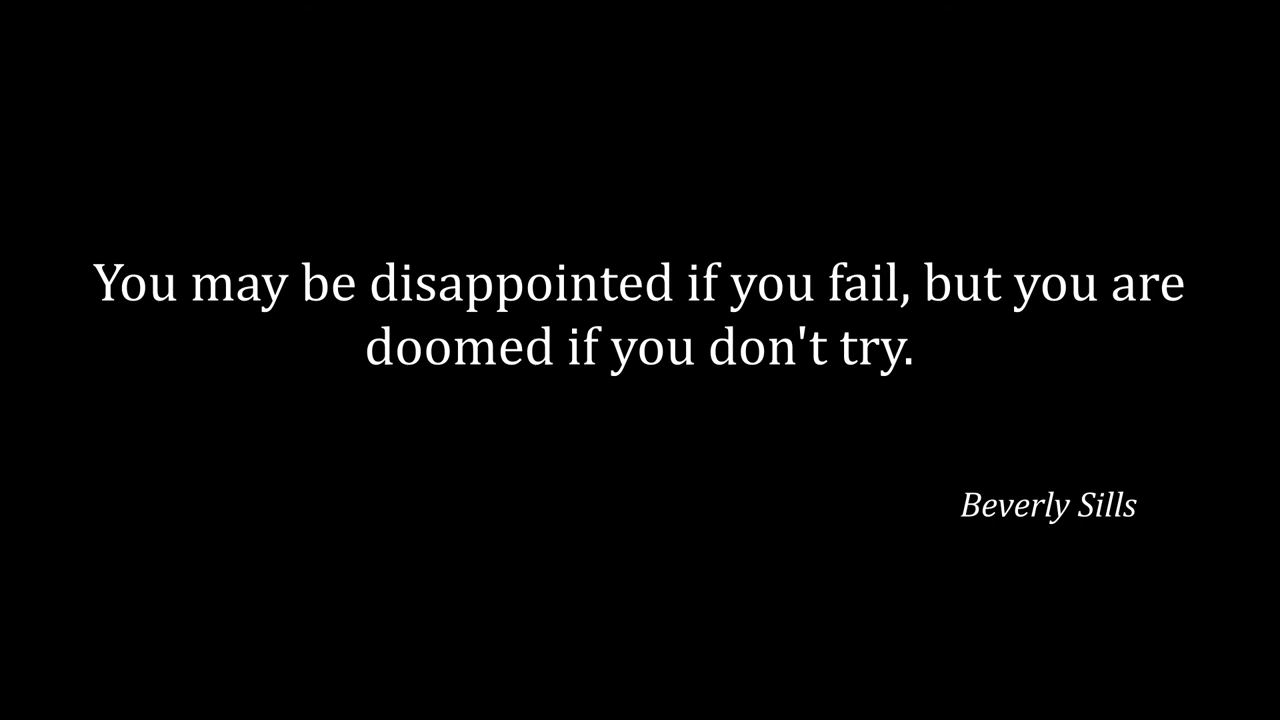 You may be disappointed if you fail, but you are
doomed if you don't try.
Beverly Sills